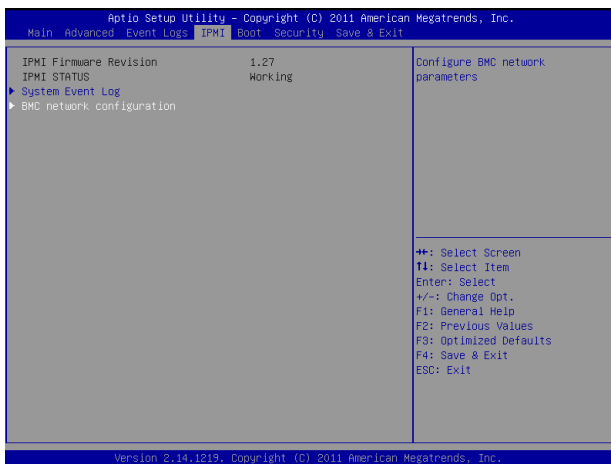 Aptio Setup Utility – Copyright (C) 2011 American Megatrends, Inc.
Main Advanced Event Logs IPMI Boot Security Save & Exit
IPMI Firmware Revision 1.27
IPMI STATUS Working
System Event Log
BMC network configuration
Configure BMC network
parameters
↔: Select Screen
↑↓: Select Item
Enter: Select
+/-: Change Opt.
F1: General Help
F2: Previous Values
F3: Optimized Defaults
F4: Save & Exit
ESC: Exit
Version 2.14.1219. Copyright (C) 2011 American Megatrends, Inc.